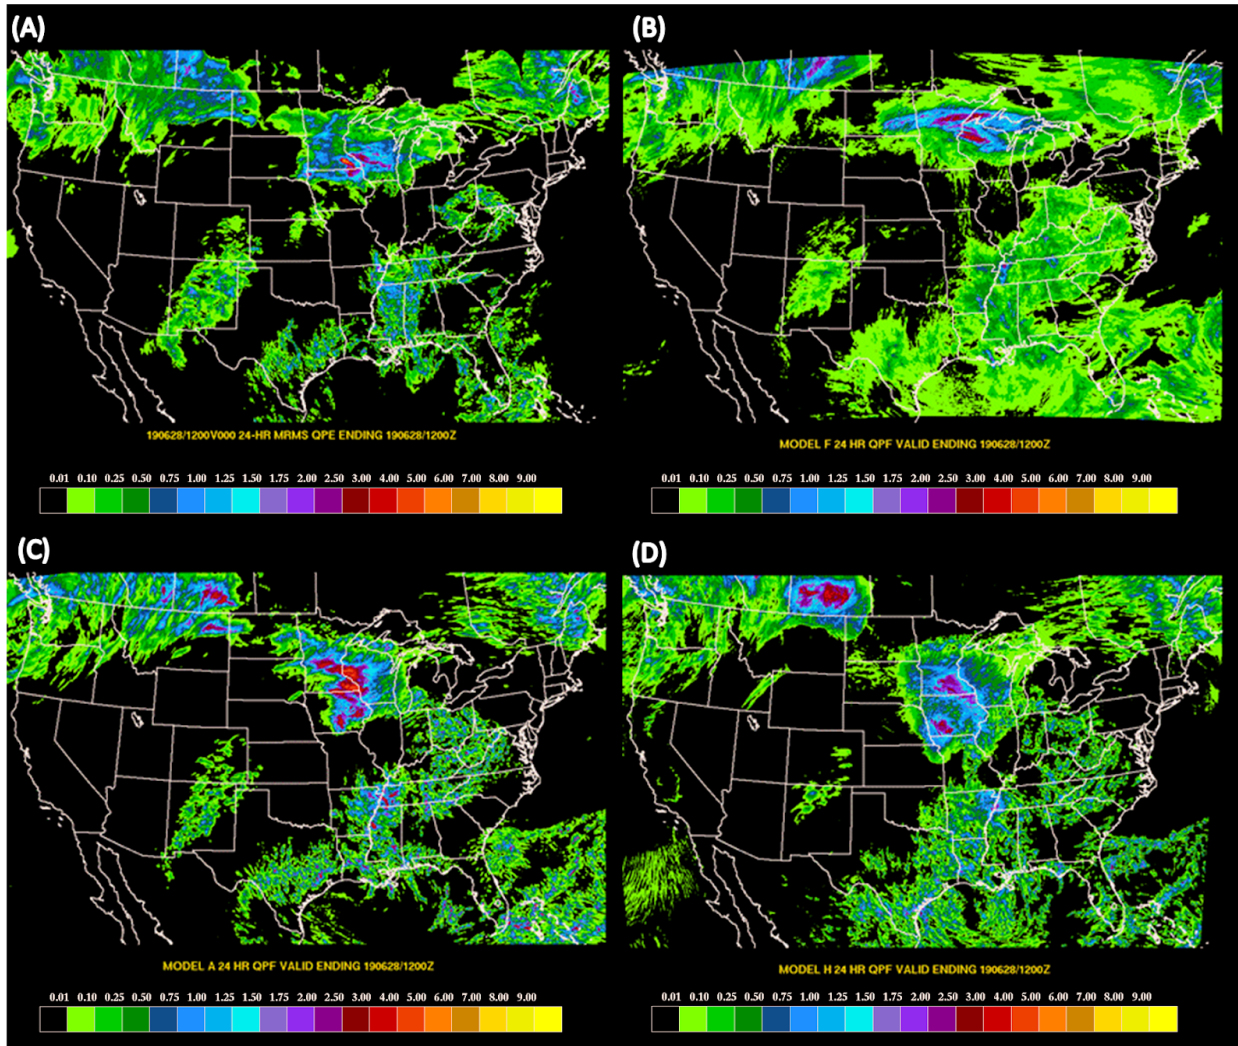 (A)
(B)
190628/1200V000 24-HR MRMS QPE ENDING 190628/1200Z
MODEL F 24 HR QPF VALID ENDING 190628/1200Z
0.01 0.10 0.25 0.50 0.75 1.00 1.25 1.50 1.75 2.00 2.50 3.00 4.00 5.00 6.00 7.00 8.00 9.00
0.01 0.10 0.25 0.50 0.75 1.00 1.25 1.50 1.75 2.00 2.50 3.00 4.00 5.00 6.00 7.00 8.00 9.00
(C)
(D)
MODEL A 24 HR QPF VALID ENDING 190628/1200Z
MODEL H 24 HR QPF VALID ENDING 190628/1200Z
0.01 0.10 0.25 0.50 0.75 1.00 1.25 1.50 1.75 2.00 2.50 3.00 4.00 5.00 6.00 7.00 8.00 9.00
0.01 0.10 0.25 0.50 0.75 1.00 1.25 1.50 1.75 2.00 2.50 3.00 4.00 5.00 6.00 7.00 8.00 9.00